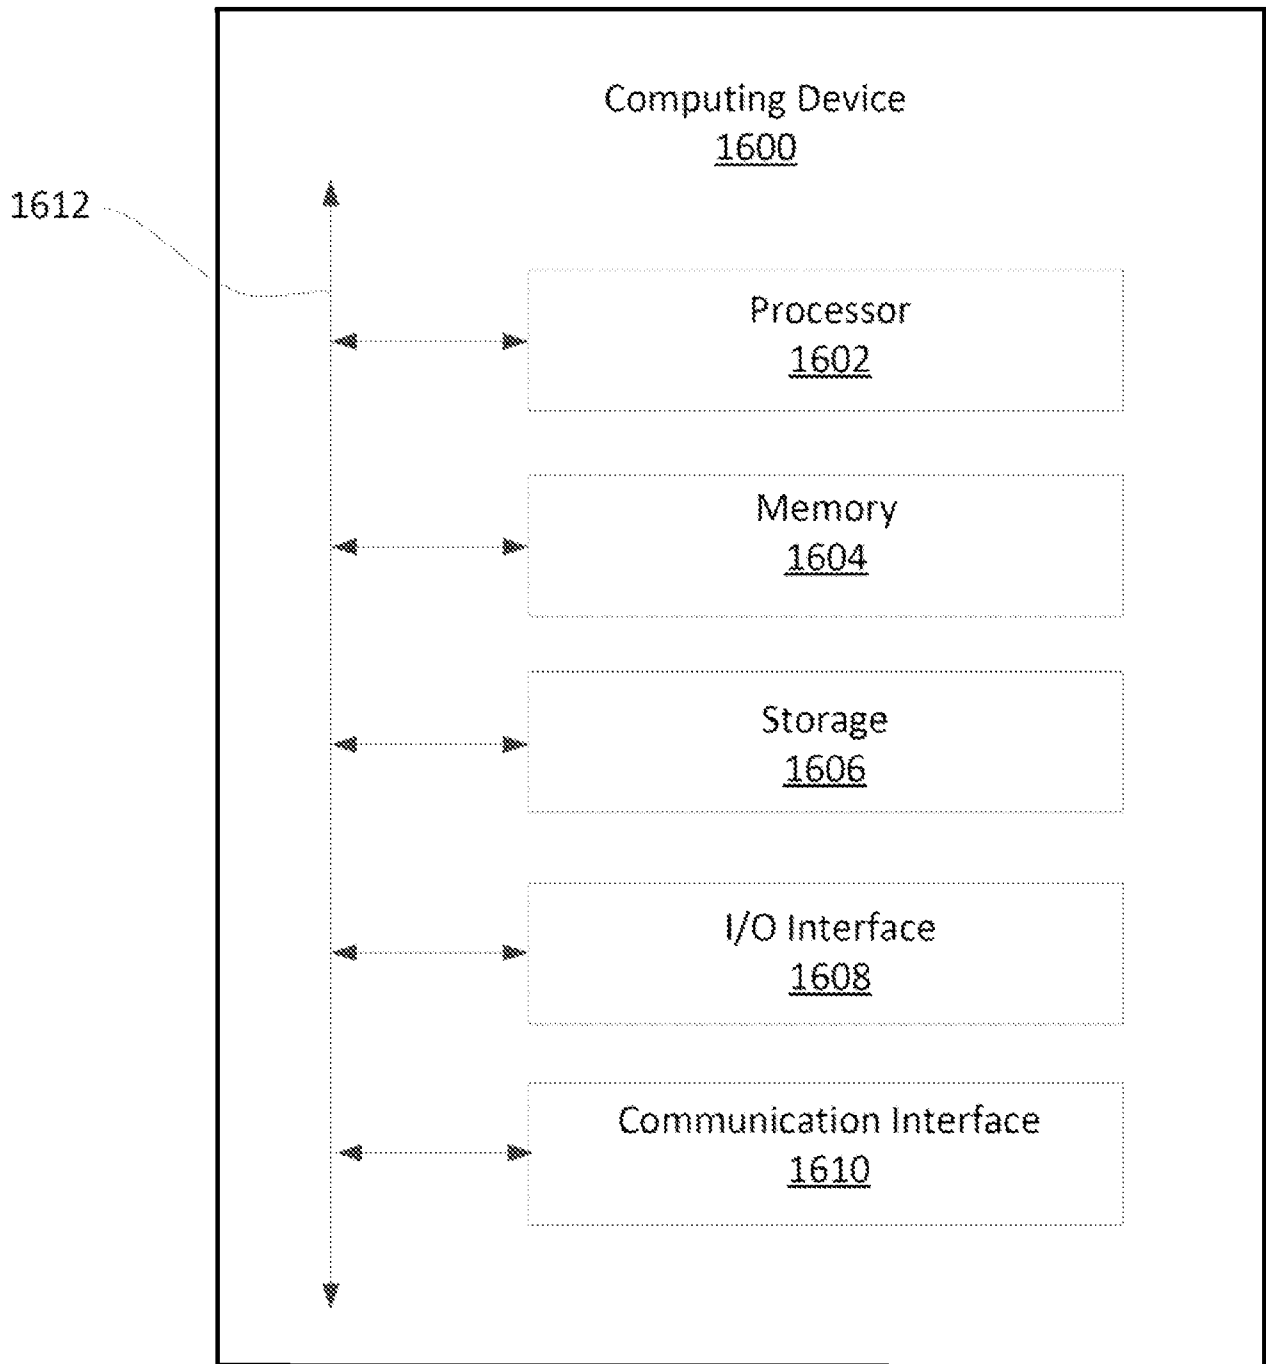 Computing Device
1600
1612
Processor
1602
Memory
1604
Storage
1606
I/O Interface
1608
Communication Interface
1610